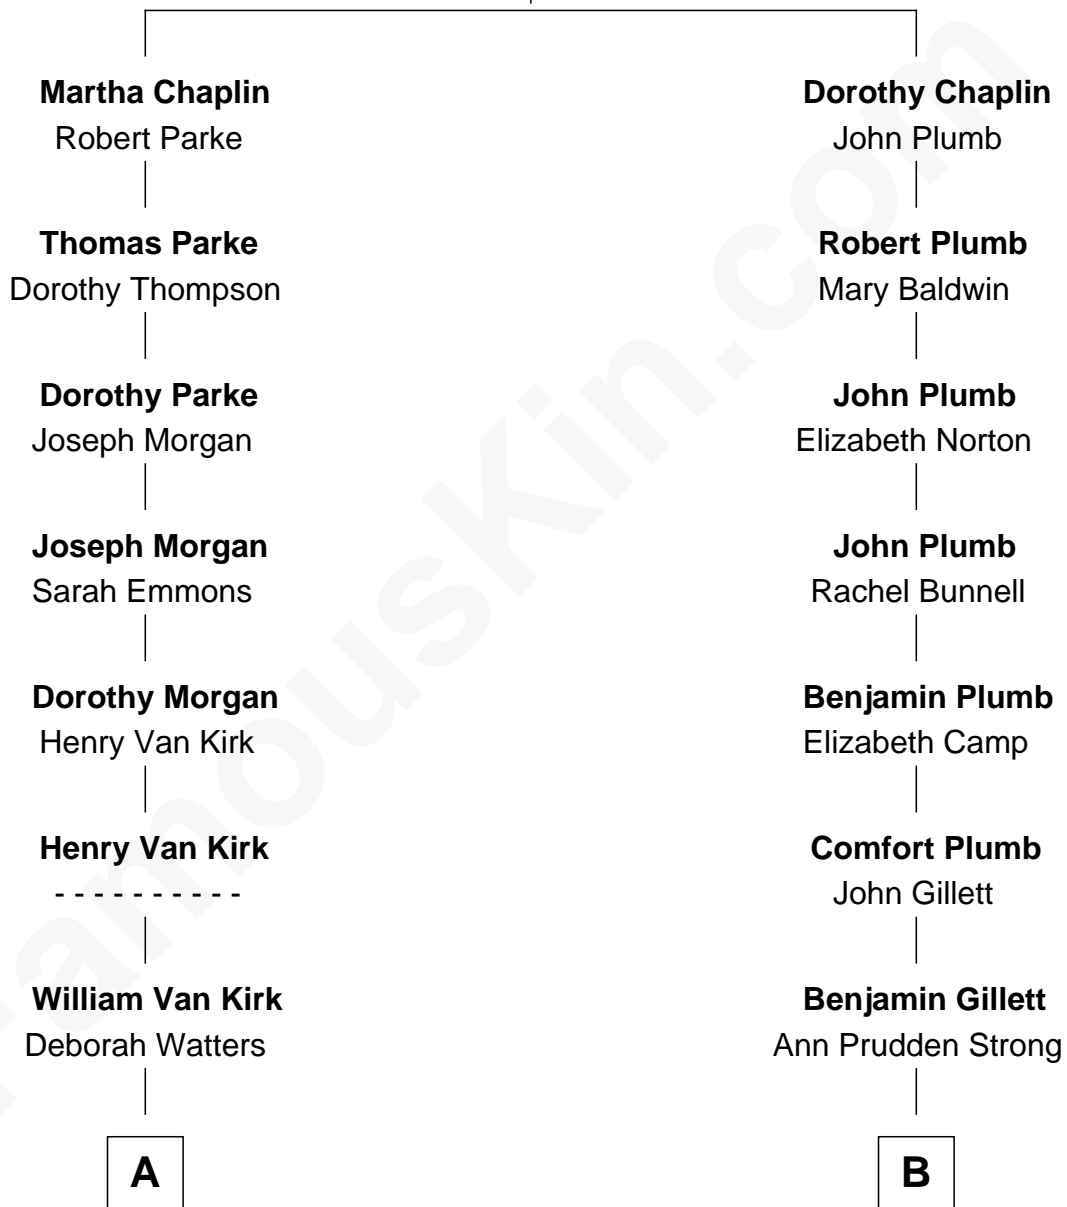 Martha Chaplin
Robert Parke
Thomas Parke
Dorothy Thompson
Dorothy Parke
Joseph Morgan
Joseph Morgan
Sarah Emmons
Dorothy Morgan
Henry Van Kirk
Henry Van Kirk
- - - - - - - - - -
William Van Kirk
Deborah Watters
A
Dorothy Chaplin
John Plumb
Robert Plumb
Mary Baldwin
John Plumb
Elizabeth Norton
John Plumb
Rachel Bunnell
Benjamin Plumb
Elizabeth Camp
Comfort Plumb
John Gillett
Benjamin Gillett
Ann Prudden Strong
B
FamousKin.com